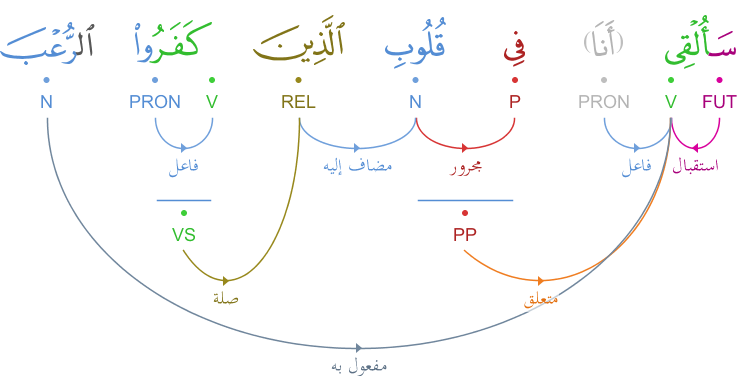 سَأُلْقِى (أَنَا) فِى قُلُوبِ ٱلَّذِينَ كَفَرُوا۟ ٱلرُّعْبَ
FUT V PRON P N REL V PRON N
استقبال فاعل مجرور مضاف إليه فاعل
PP VS
متعلق صلة
مفعول به